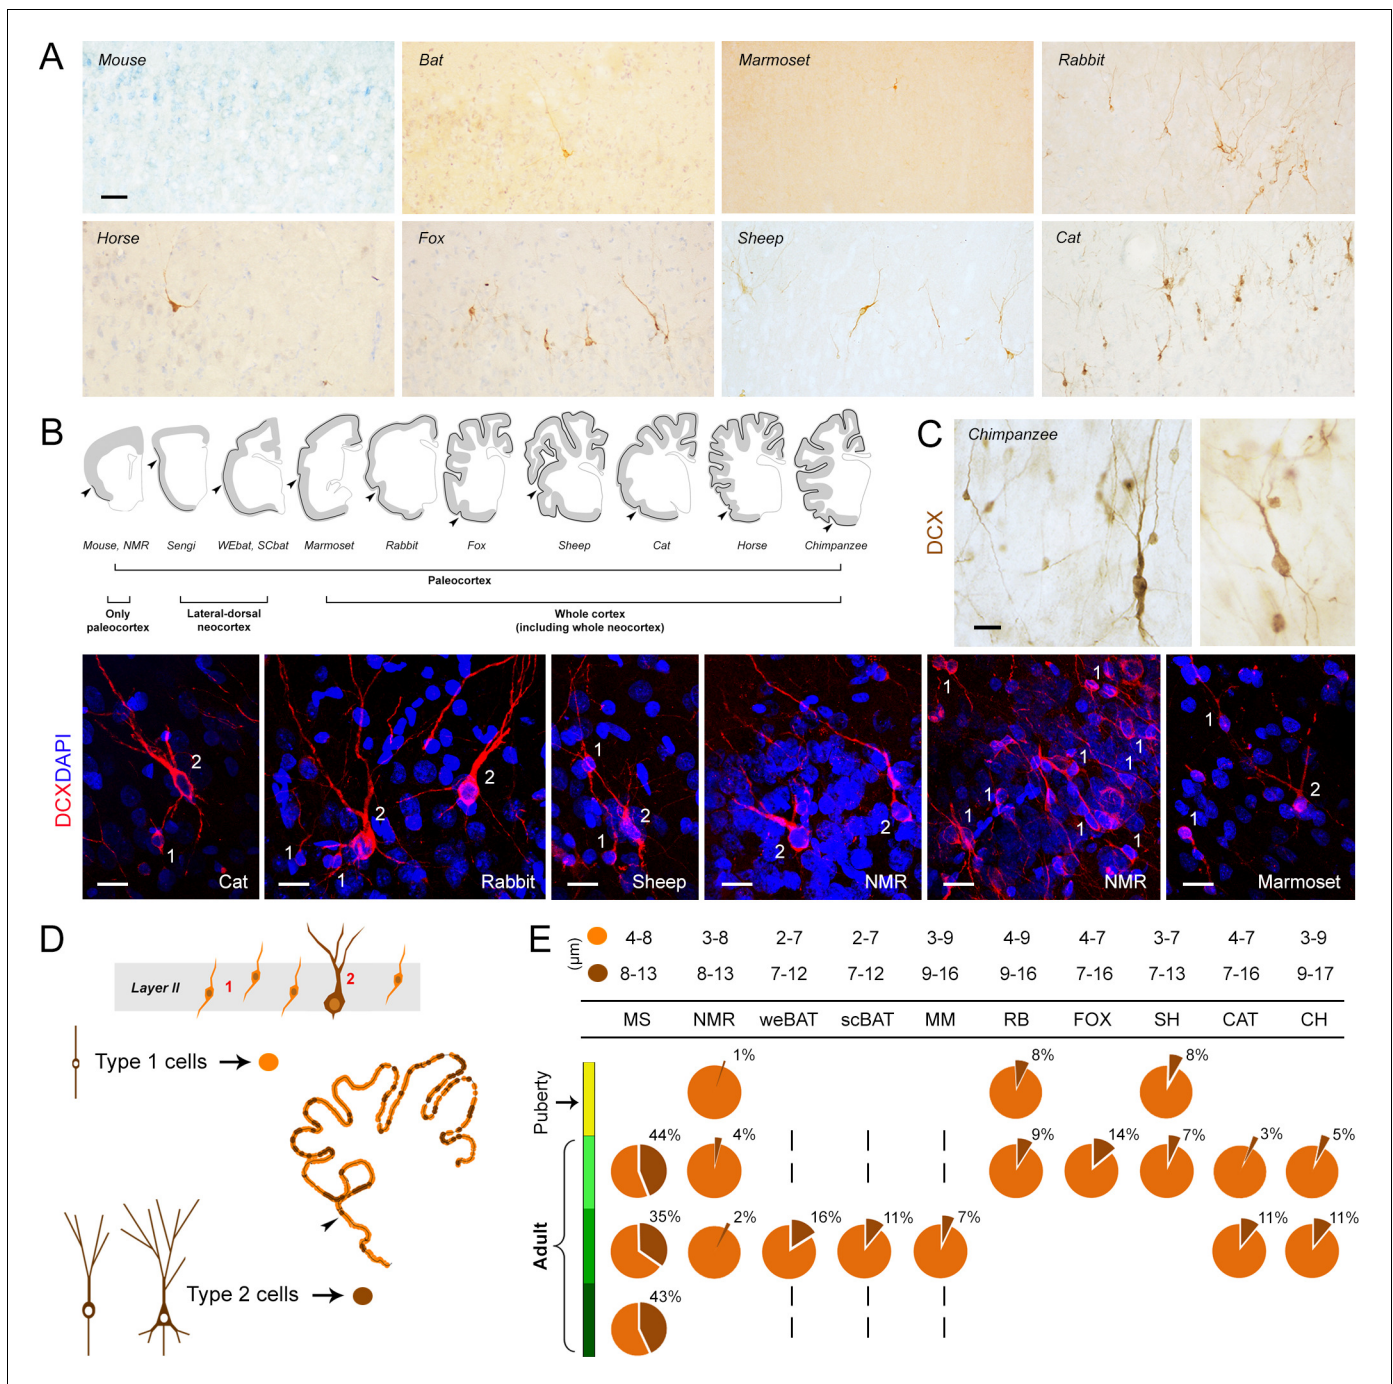 A
Mouse
Bat
Marmoset
Rabbit
Horse
Fox
Sheep
Cat
B
Mouse, NMR
Sengi
WEbat, SCbat
Marmoset
Rabbit
Fox
Sheep
Cat
Horse
Chimpanzee
Paleocortex
Only
paleocortex
Lateral-dorsal
neocortex
Whole cortex
(including whole neocortex)
C
Chimpanzee
DCX
DCXDAPI
2
1
Cat
2
2
1
1
Rabbit
1
2
1
Sheep
2
2
NMR
1
1
1
1
1
1
1
1
1
NMR
1
2
1
Marmoset
D
Layer II
1
2
Type 1 cells
Type 2 cells
E
(µm)
4-8 3-8 2-7 2-7 3-9 4-9 4-7 3-7 4-7 3-9
8-13 8-13 7-12 7-12 9-16 9-16 7-16 7-13 7-16 9-17
MS NMR weBAT scBAT MM RB FOX SH CAT CH
Puberty
1% 8% 8%
Adult
44% 4% 9% 14% 7% 3% 5%
35% 2% 16% 11% 7% 11% 11%
43%